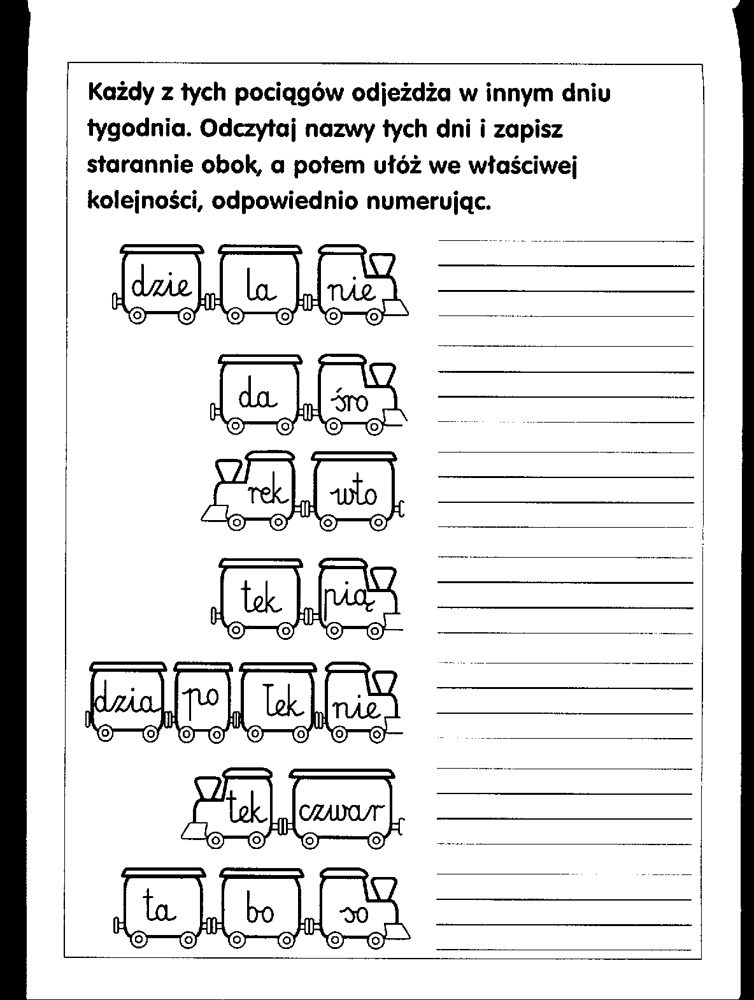 Każdy z tych pociągów odjeżdża w innym dniu
tygodnia. Odczytaj nazwy tych dni i zapisz
starannie obok, a potem ułóż we właściwej
kolejności, odpowiednio numerując.
dzie la nie
da śro
rek wto
tek pią
dzia po łek nie
tek czwar
ta bo so